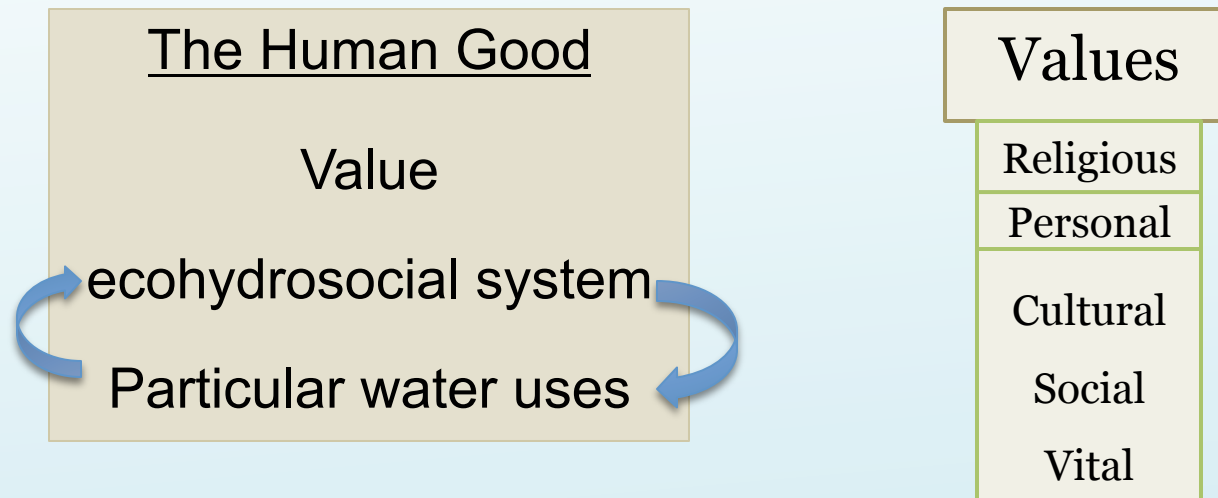 The Human Good
Value
ecohydrosocial system
Particular water uses
Values
Religious
Personal
Cultural
Social
Vital